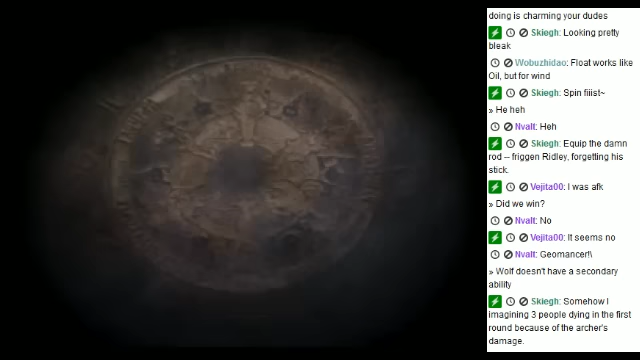 doing is charming your dudes
Skiegh: Looking pretty
bleak
Wobuzhidao: Float works like
Oil, but for wind
Skiegh: Spin fiiist~
» He heh
Nvalt: Heh
Skiegh: Equip the damn
rod -- friggen Ridley, forgetting his
stick.
Vejita00: I was afk
» Did we win?
Nvalt: No
Vejita00: It seems no
Nvalt: Geomancer!\
» Wolf doesn't have a secondary
ability
Skiegh: Somehow I
imagining 3 people dying in the first
round because of the archer's
damage.